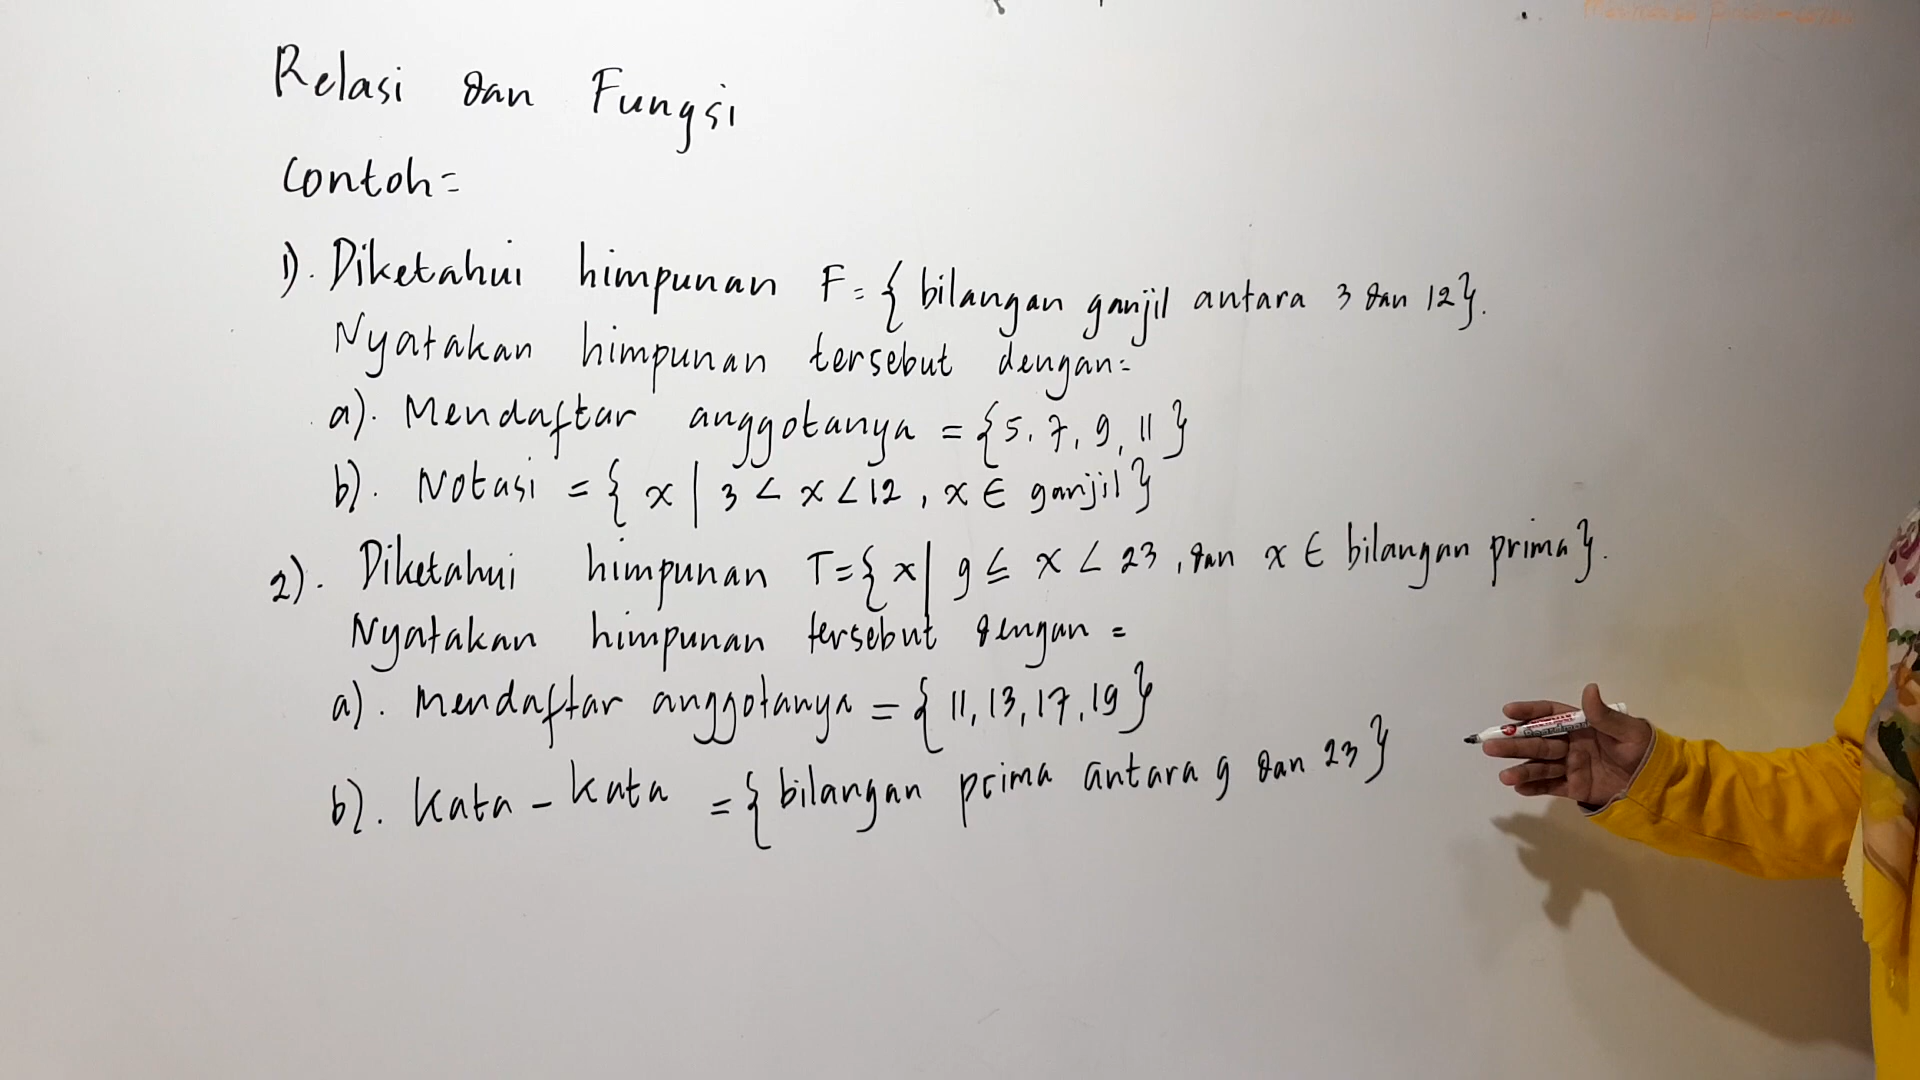 Relasi dan Fungsi
Contoh=
1). Diketahui himpunan F={ bilangan ganjil antara 3 dan 12}.
Nyatakan himpunan tersebut dengan=
a). Mendaftar anggotanya = {5, 7, 9, 11}
b). Notasi = { x | 3 < x < 12, x ∈ ganjil}
2). Diketahui himpunan T={ x | 9 ≤ x < 23, dan x ∈ bilangan prima}.
Nyatakan himpunan tersebut dengan =
a). Mendaftar anggotanya = { 11, 13, 17, 19}
b). Kata - kata = { bilangan prima antara 9 dan 23}